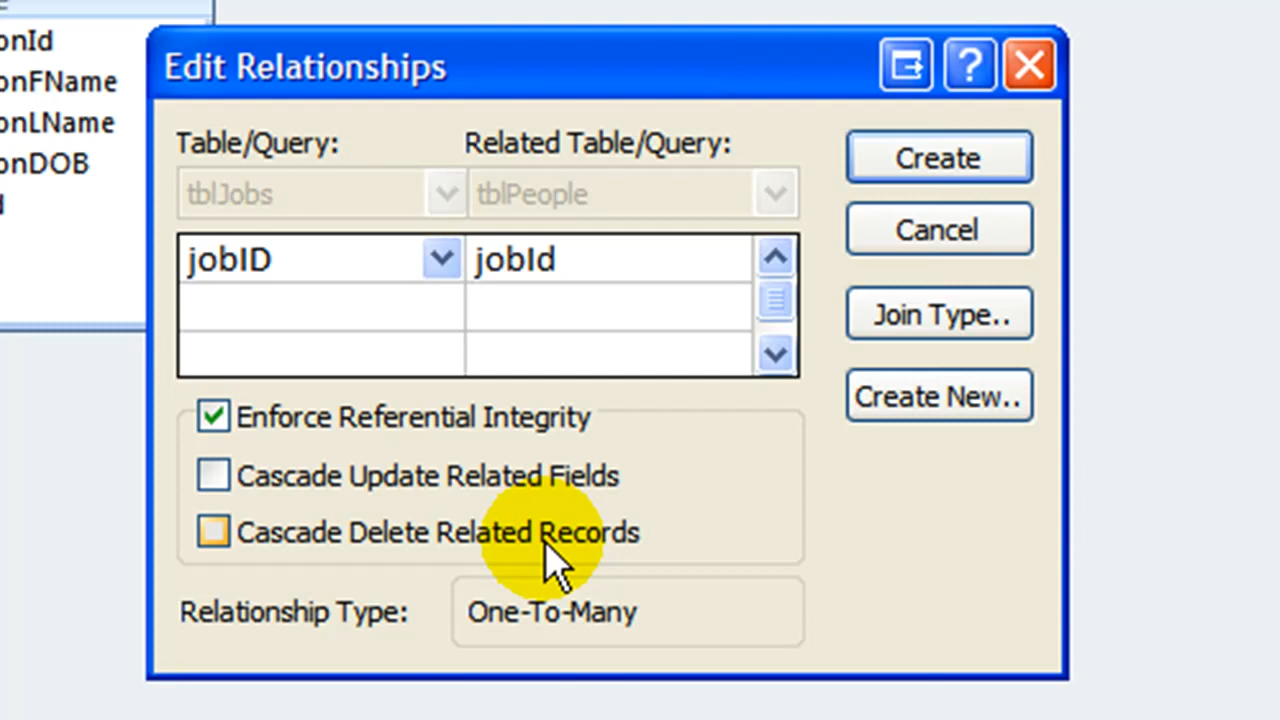 onId
onFName
onLName
onDOB
d
Edit Relationships
?
Table/Query: Related Table/Query:
tblJobs tblPeople
jobID jobId
Enforce Referential Integrity
Cascade Update Related Fields
Cascade Delete Related Records
Relationship Type: One-To-Many
Create
Cancel
Join Type..
Create New..